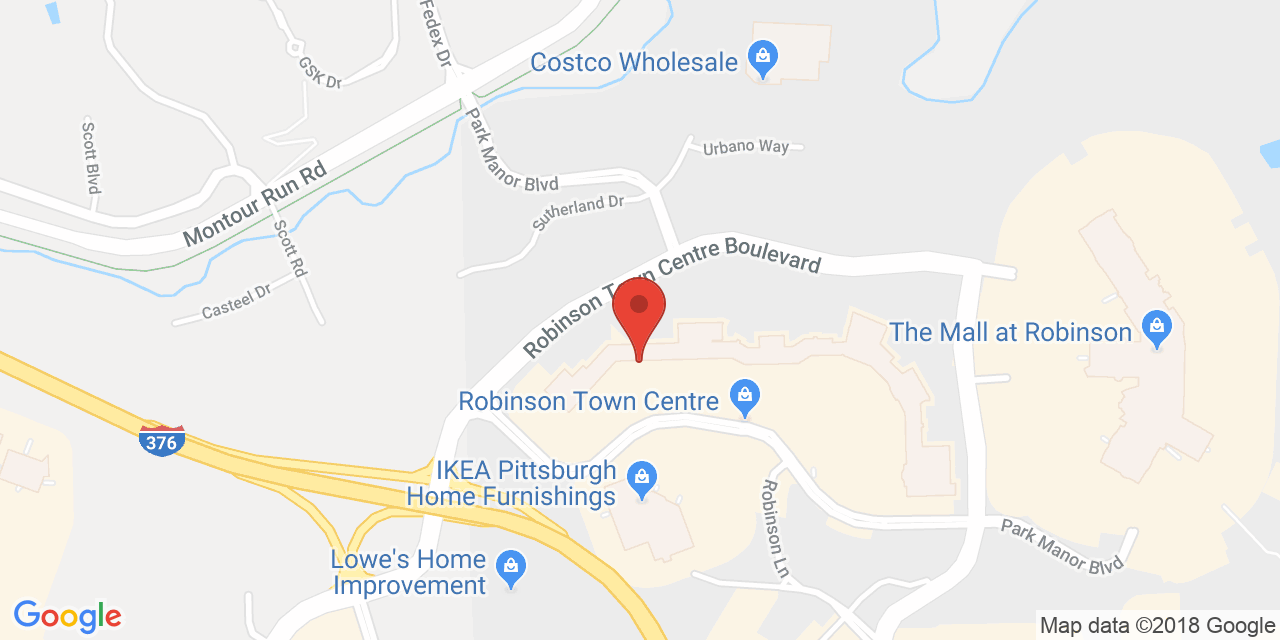 Fedex Dr
GSK Dr
Costco Wholesale
Scott Blvd
Park Manor Blvd
Urbano Way
Montour Run Rd
Sutherland Dr
Scott Rd
Robinson Town Centre Boulevard
Casteel Dr
The Mall at Robinson
Robinson Town Centre
376
IKEA Pittsburgh
Home Furnishings
Robinson Ln
Park Manor Blvd
Lowe's Home
Improvement
Google
Map data ©2018 Google